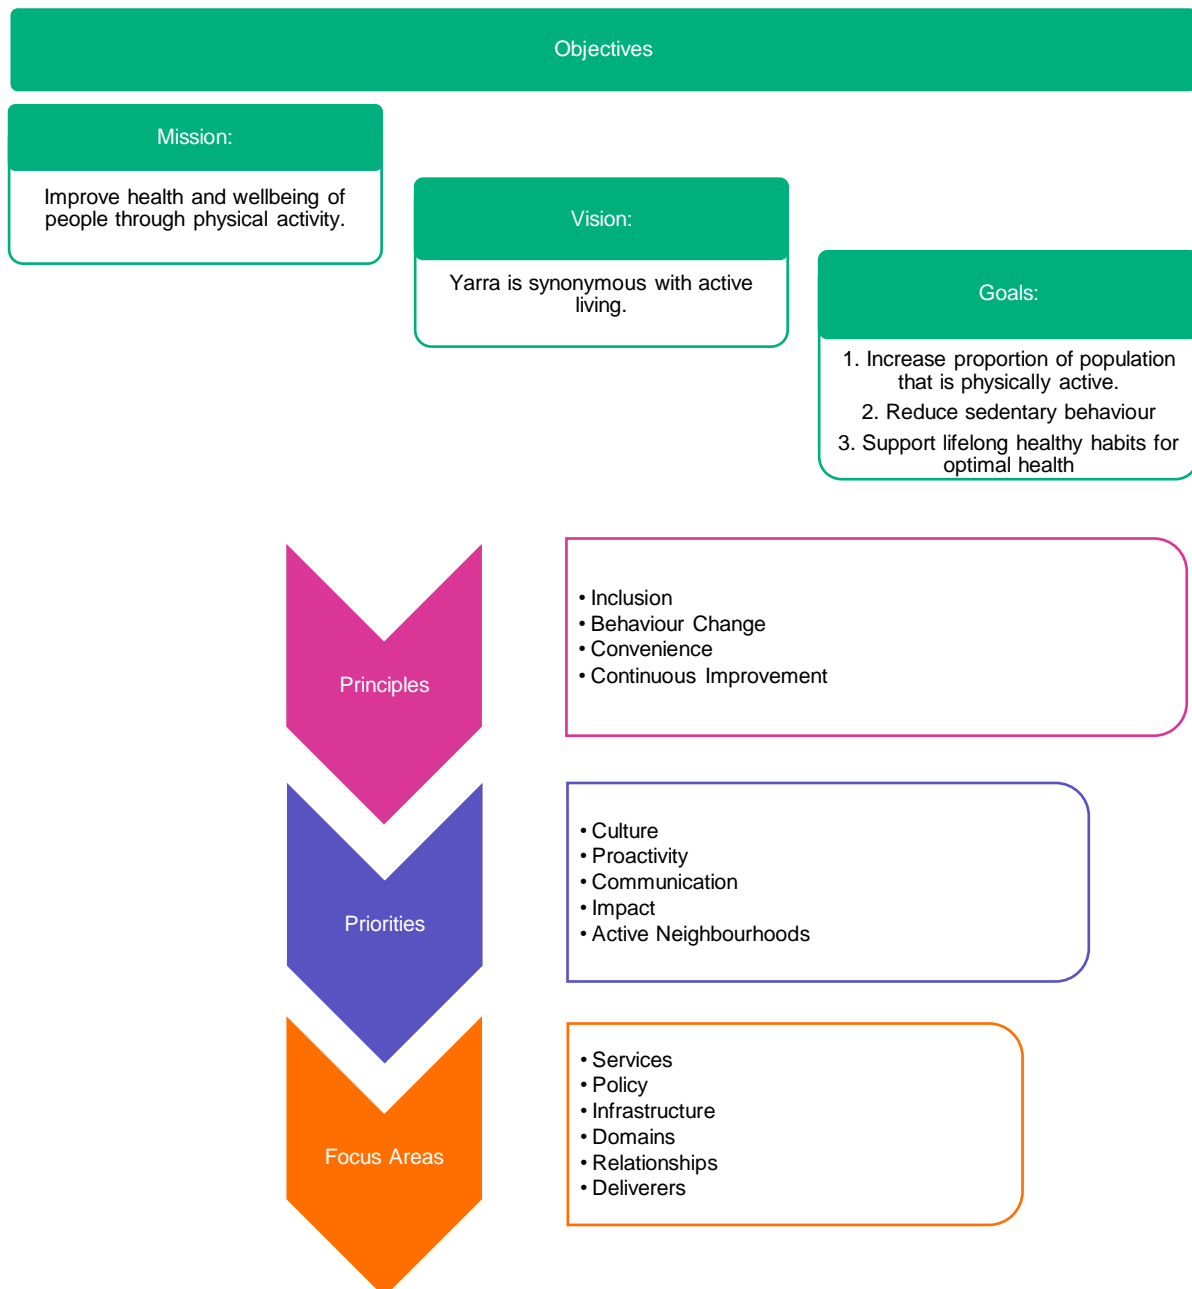 Objectives
Mission:
Improve health and wellbeing of
people through physical activity.
Vision:
Yarra is synonymous with active
living.
Goals:
1. Increase proportion of population
that is physically active.
2. Reduce sedentary behaviour
3. Support lifelong healthy habits for
optimal health
Principles
• Inclusion
• Behaviour Change
• Convenience
• Continuous Improvement
Priorities
• Culture
• Proactivity
• Communication
• Impact
• Active Neighbourhoods
Focus Areas
• Services
• Policy
• Infrastructure
• Domains
• Relationships
• Deliverers